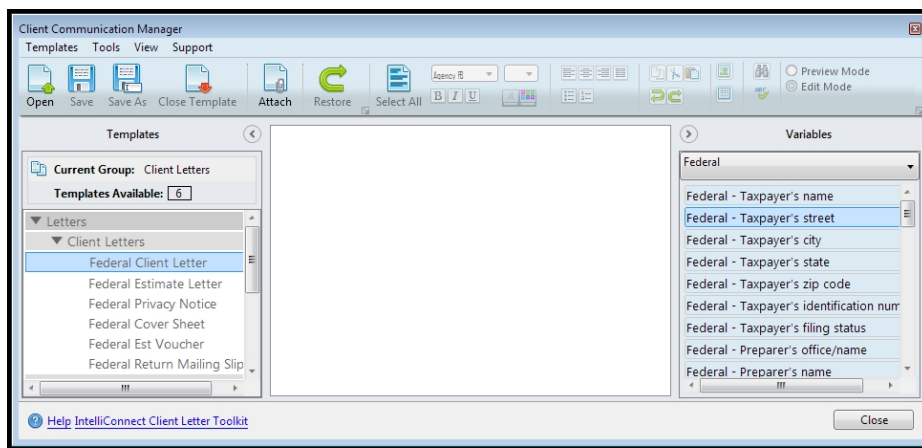 Client Communication Manager
Templates Tools View Support
Open Save Save As Close Template Attach Restore Select All
Agency FB
B I U A
ABC
Preview Mode
Edit Mode
Templates
Current Group: Client Letters
Templates Available: 6
Letters
Client Letters
Federal Client Letter
Federal Estimate Letter
Federal Privacy Notice
Federal Cover Sheet
Federal Est Voucher
Federal Return Mailing Slip
Variables
Federal
Federal - Taxpayer's name
Federal - Taxpayer's street
Federal - Taxpayer's city
Federal - Taxpayer's state
Federal - Taxpayer's zip code
Federal - Taxpayer's identification num
Federal - Taxpayer's filing status
Federal - Preparer's office/name
Federal - Preparer's name
Help IntelliConnect Client Letter Toolkit
Close